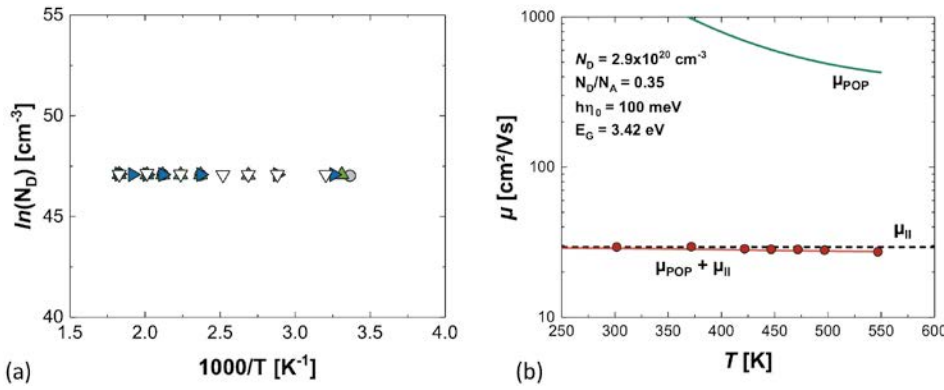 55
50
45
40
ln(N_D) [cm⁻³]
1.5 2.0 2.5 3.0 3.5 4.0
1000/T [K⁻¹]
(a)
1000
100
10
µ [cm²/Vs]
N_D = 2.9x10²⁰ cm⁻³
N_D/N_A = 0.35
hη₀ = 100 meV
E_G = 3.42 eV
µ_POP
µ_II
µ_POP + µ_II
250 300 350 400 450 500 550 600
T [K]
(b)